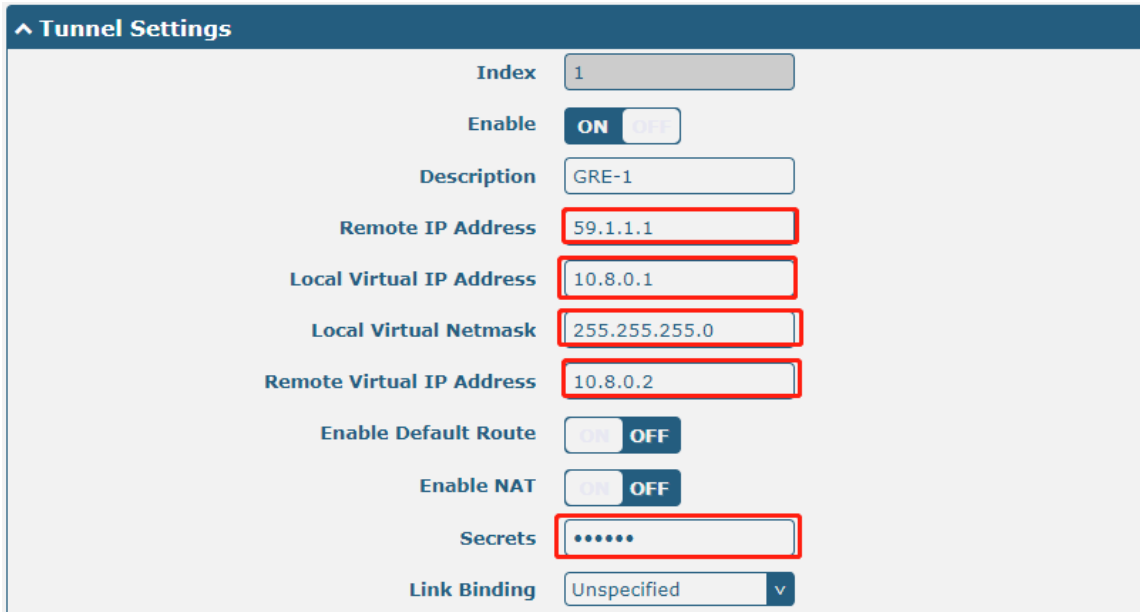 Tunnel Settings
Index 1
Enable ON OFF
Description GRE-1
Remote IP Address 59.1.1.1
Local Virtual IP Address 10.8.0.1
Local Virtual Netmask 255.255.255.0
Remote Virtual IP Address 10.8.0.2
Enable Default Route ON OFF
Enable NAT ON OFF
Secrets ••••••
Link Binding Unspecified v